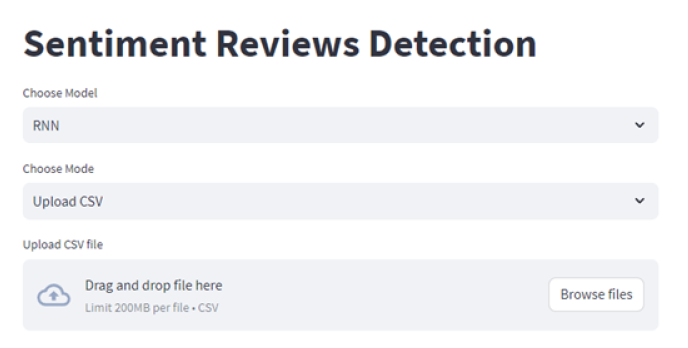 Sentiment Reviews Detection
Choose Model
RNN
Choose Mode
Upload CSV
Upload CSV file
Drag and drop file here
Limit 200MB per file • CSV
Browse files